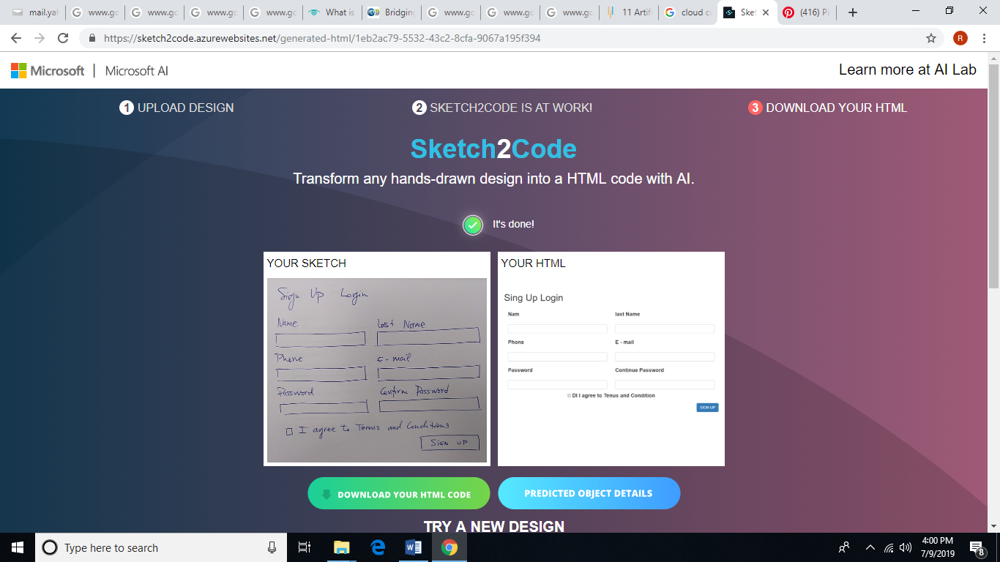 mail.yah
www.gc
www.gc
www.gc
www.gc
What is
Bridging
www.gc
www.gc
www.gc
11 Artifi
cloud co
Sket
(416) Pi
https://sketch2code.azurewebsites.net/generated-html/1eb2ac79-5532-43c2-8cfa-9067a195f394
R
Microsoft | Microsoft AI
Learn more at AI Lab
1 UPLOAD DESIGN
2 SKETCH2CODE IS AT WORK!
3 DOWNLOAD YOUR HTML
Sketch2Code
Transform any hands-drawn design into a HTML code with AI.
It's done!
YOUR SKETCH
Sign Up Login
Name
last Name
Phone
E-mail
Password
Confirm Password
I agree to Terms and Conditions
SIGN UP
YOUR HTML
Sing Up Login
Nam
last Name
Phone
E - mail
Password
Continue Password
DI I agree to Tenus and Condition
SIGN UP
DOWNLOAD YOUR HTML CODE
PREDICTED OBJECT DETAILS
TRY A NEW DESIGN
Type here to search
4:00 PM
7/9/2019
8